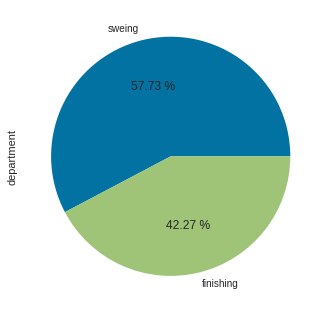 sweing
57.73 %
department
42.27 %
finishing